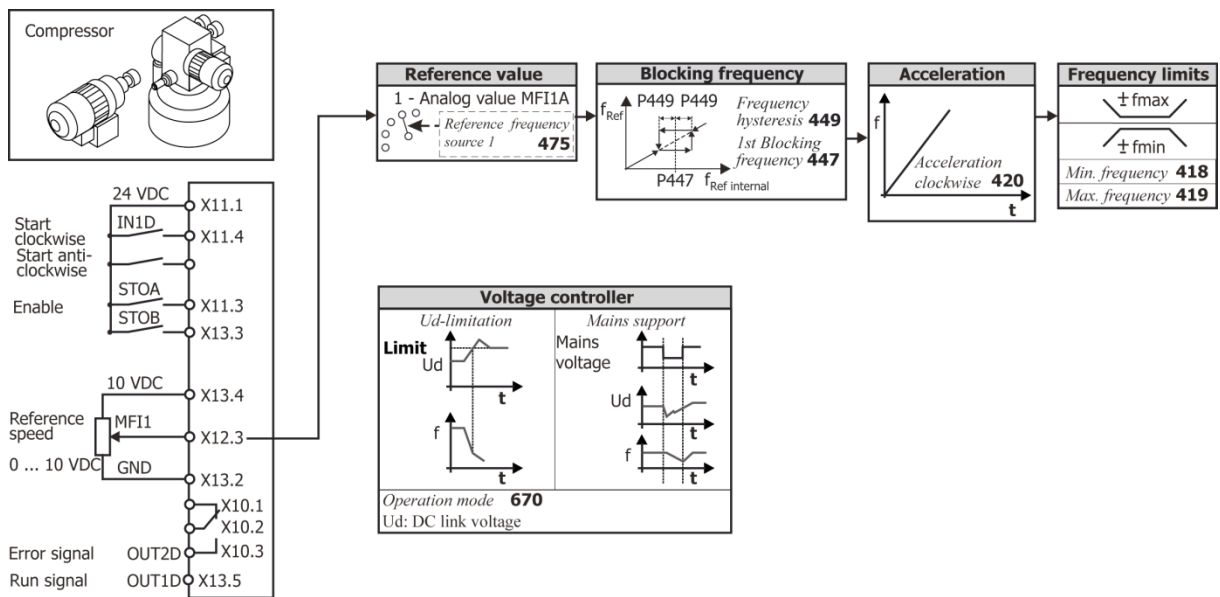 Compressor
24 VDC
X11.1
Start
clockwise
IN1D
X11.4
Start anti-
clockwise
Enable
STOA
X11.3
STOB
X13.3
10 VDC
X13.4
Reference
speed
MFI1
X12.3
0 ... 10 VDC
GND
X13.2
X10.1
X10.2
Error signal
OUT2D
X10.3
Run signal
OUT1D
X13.5
Reference value
1 - Analog value MFI1A
Reference frequency
source 1
475
Blocking frequency
P449 P449
fRef
P447
fRef internal
Frequency
hysteresis 449
1st Blocking
frequency 447
Acceleration
f
Acceleration
clockwise 420
t
Frequency limits
± fmax
± fmin
Min. frequency 418
Max. frequency 419
Voltage controller
Ud-limitation
Limit
Ud
t
f
t
Mains support
Mains
voltage
t
Ud
t
f
t
Operation mode 670
Ud: DC link voltage